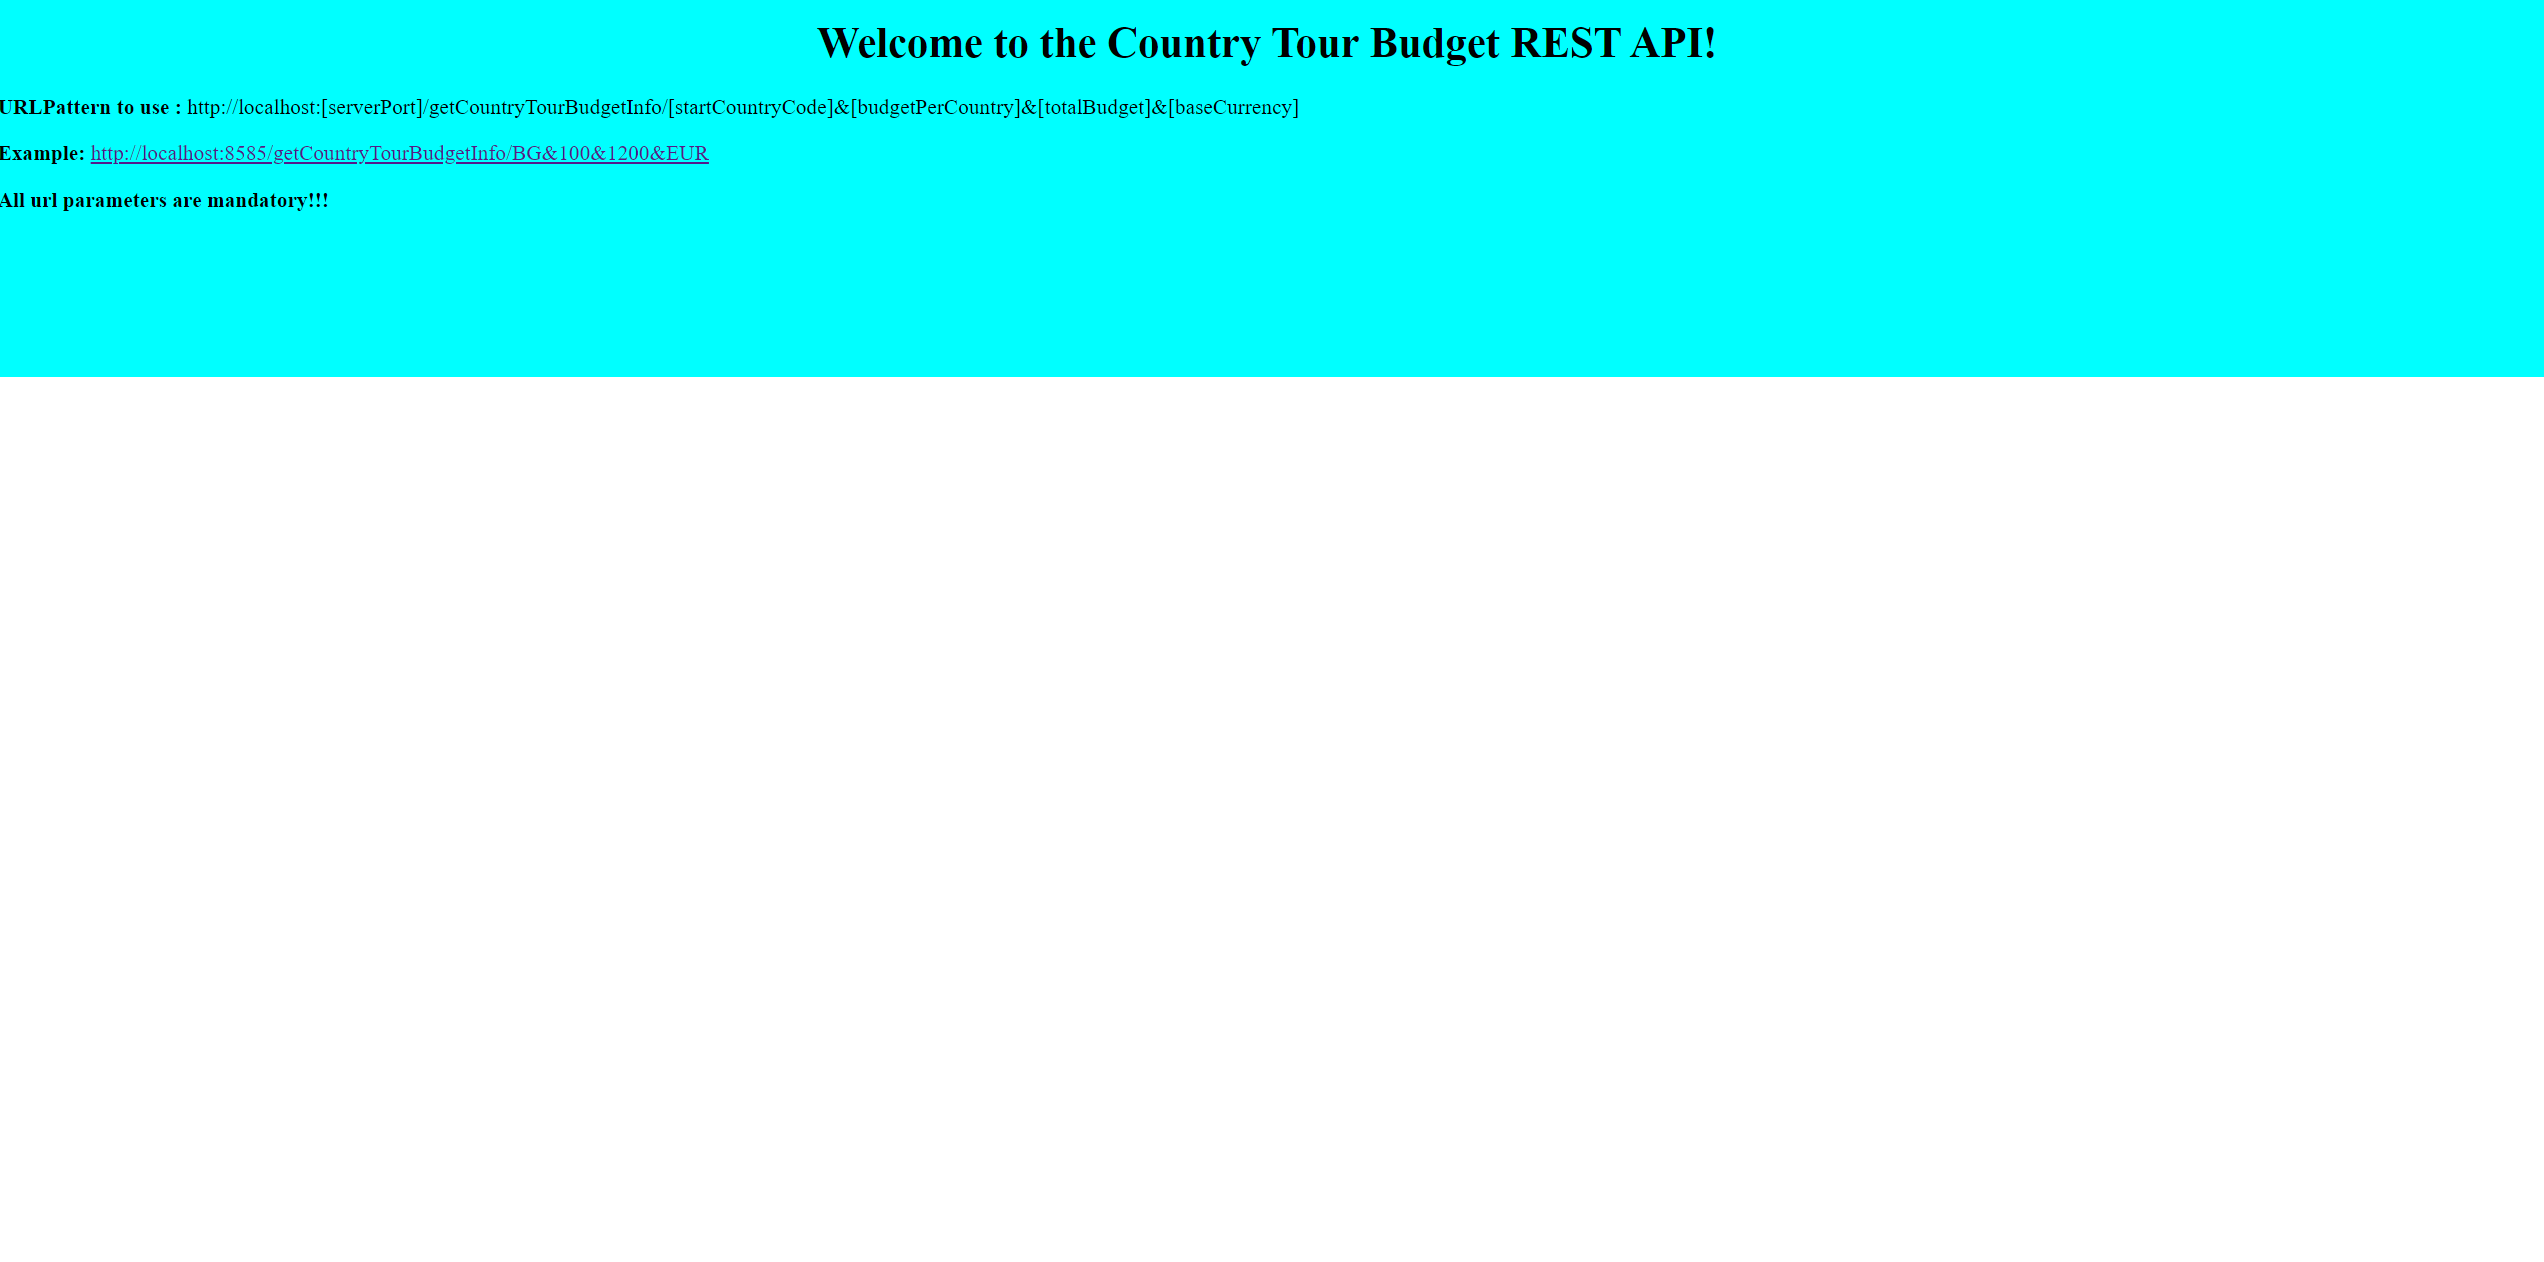 Welcome to the Country Tour Budget REST API!
URLPattern to use : http://localhost:[serverPort]/getCountryTourBudgetInfo/[startCountryCode]&[budgetPerCountry]&[totalBudget]&[baseCurrency]
Example: http://localhost:8585/getCountryTourBudgetInfo/BG&100&1200&EUR
All url parameters are mandatory!!!